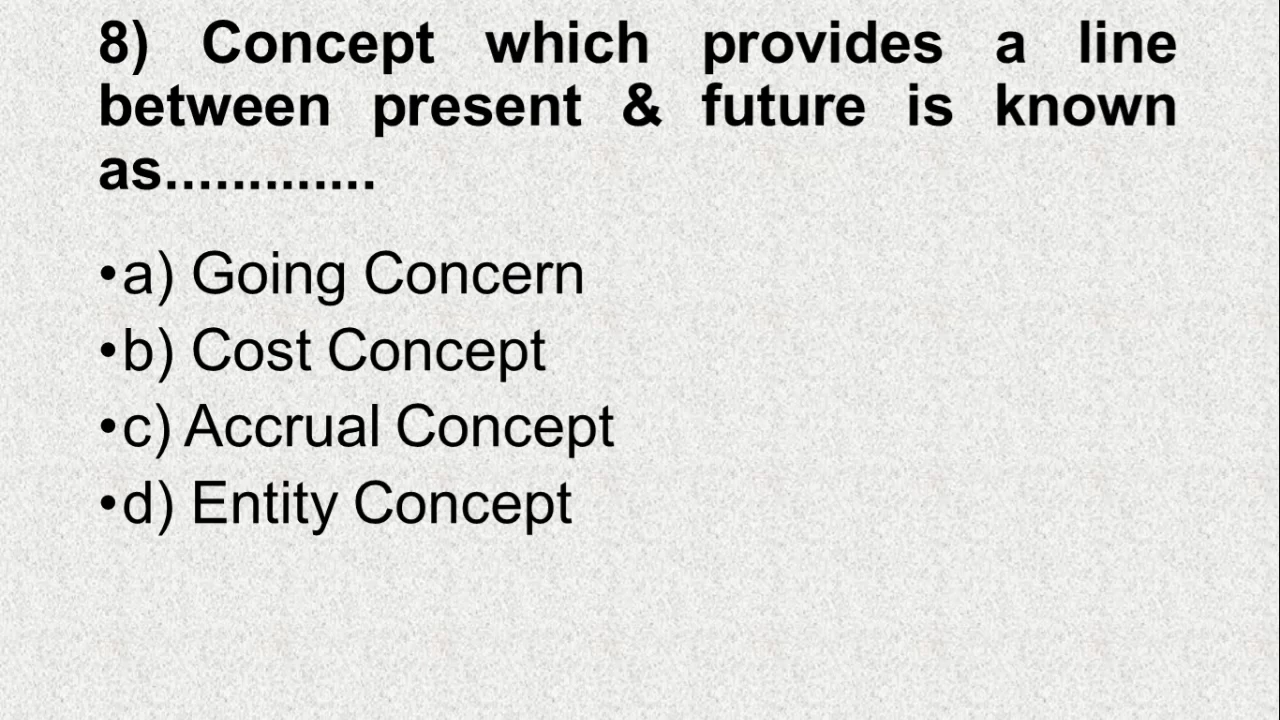 8) Concept which provides a line
between present & future is known
as.............
•a) Going Concern
•b) Cost Concept
•c) Accrual Concept
•d) Entity Concept